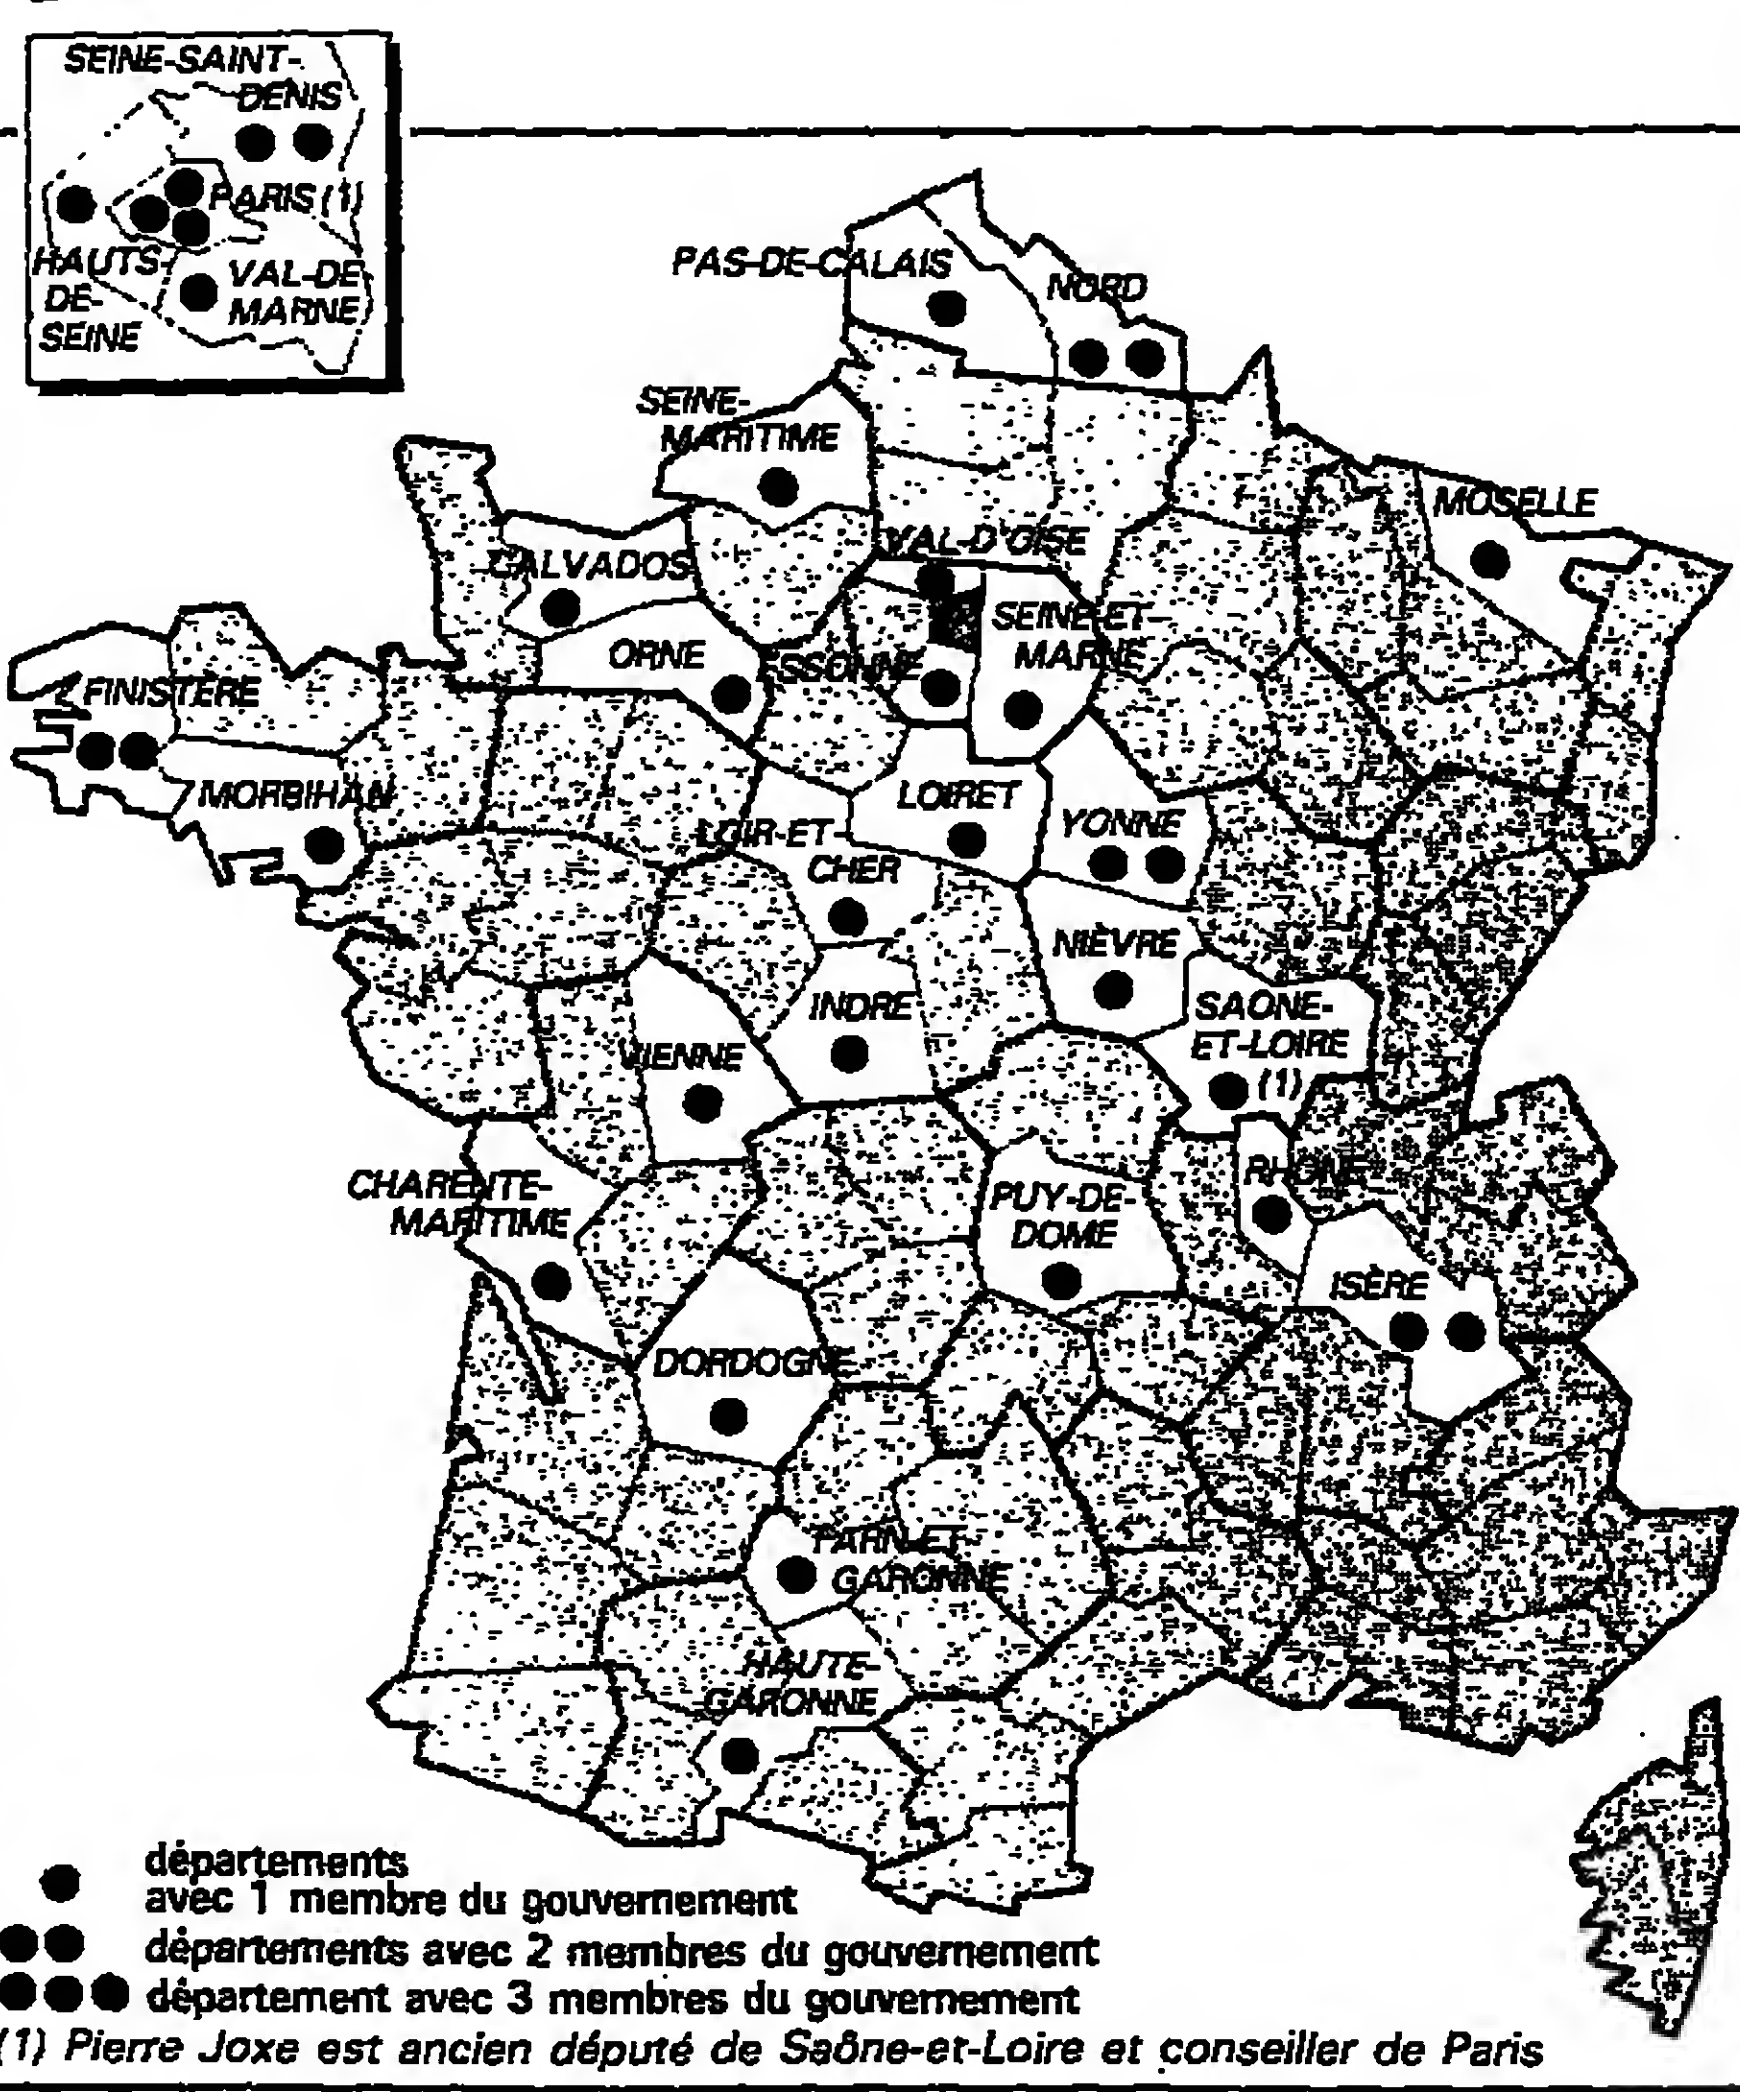 SEINE-SAINT-
DENIS
PARIS (1)
HAUTS-
DE-
SEINE
VAL-DE
MARNE
PAS-DE-CALAIS
NORD
SEINE-
MARITIME
MOSELLE
VAL-D'OISE
CALVADOS
SEINE-ET-
MARNE
ORNE
ESSONNE
FINISTÈRE
MORBIHAN
LOIRET
YONNE
LOIR-ET-
CHER
NIÈVRE
INDRE
SAONE-
ET-LOIRE
(1)
VIENNE
RHONE
CHARENTE-
MARITIME
PUY-DE-
DOME
ISÈRE
DORDOGNE
TARN-ET-
GARONNE
HAUTE-
GARONNE
départements
avec 1 membre du gouvernement
départements avec 2 membres du gouvernement
département avec 3 membres du gouvernement
(1) Pierre Joxe est ancien député de Saône-et-Loire et conseiller de Paris